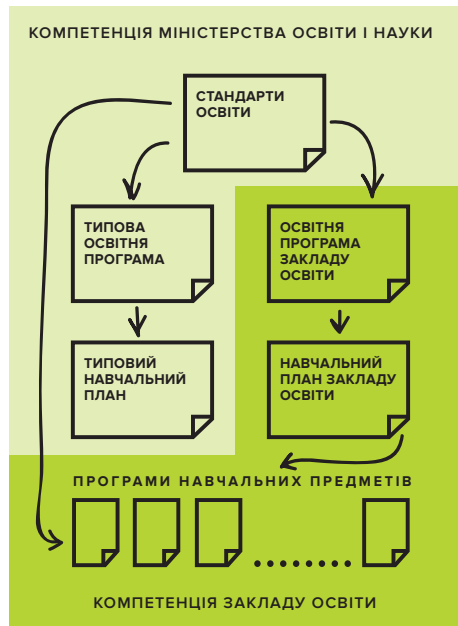 КОМПЕТЕНЦІЯ МІНІСТЕРСТВА ОСВІТИ І НАУКИ
СТАНДАРТИ
ОСВІТИ
ТИПОВА
ОСВІТНЯ
ПРОГРАМА
ОСВІТНЯ
ПРОГРАМА
ЗАКЛАДУ
ОСВІТИ
ТИПОВИЙ
НАВЧАЛЬНИЙ
ПЛАН
НАВЧАЛЬНИЙ
ПЛАН ЗАКЛАДУ
ОСВІТИ
ПРОГРАМИ НАВЧАЛЬНИХ ПРЕДМЕТІВ
КОМПЕТЕНЦІЯ ЗАКЛАДУ ОСВІТИ